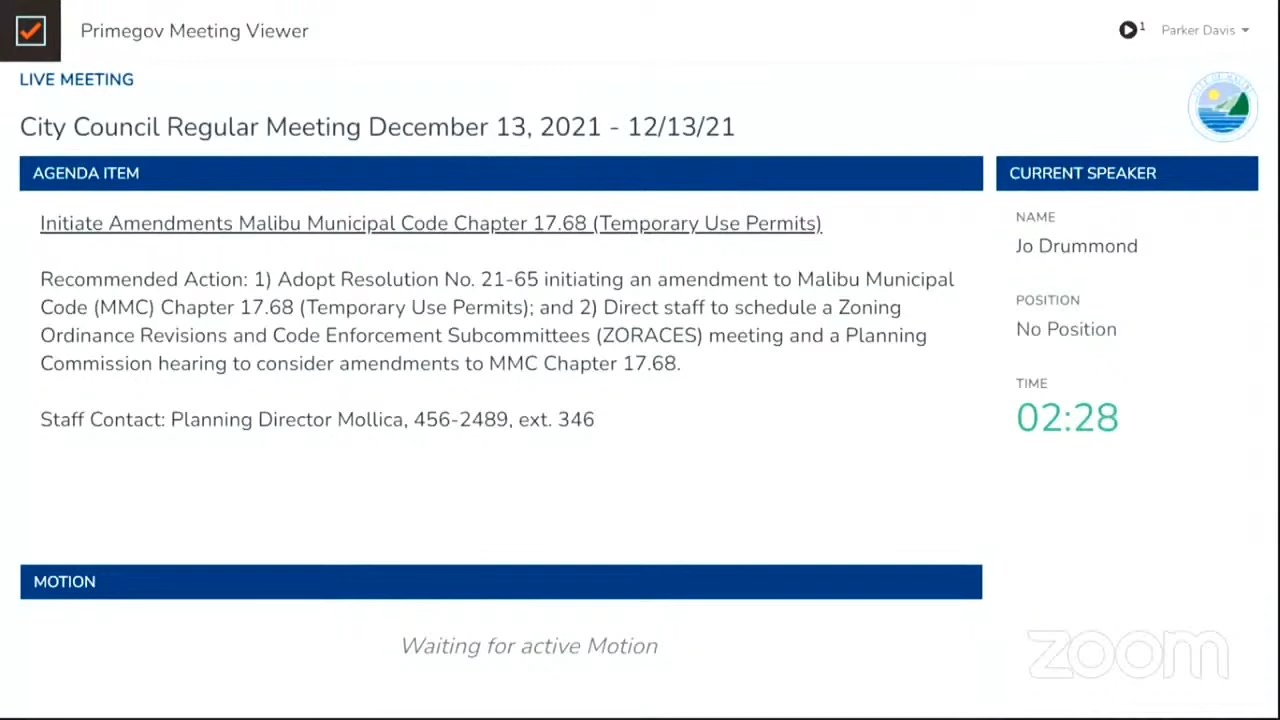 Primegov Meeting Viewer
1
Parker Davis
LIVE MEETING
CITY OF MALIBU
City Council Regular Meeting December 13, 2021 - 12/13/21
AGENDA ITEM
CURRENT SPEAKER
Initiate Amendments Malibu Municipal Code Chapter 17.68 (Temporary Use Permits)
Recommended Action: 1) Adopt Resolution No. 21-65 initiating an amendment to Malibu Municipal
Code (MMC) Chapter 17.68 (Temporary Use Permits); and 2) Direct staff to schedule a Zoning
Ordinance Revisions and Code Enforcement Subcommittees (ZORACES) meeting and a Planning
Commission hearing to consider amendments to MMC Chapter 17.68.
Staff Contact: Planning Director Mollica, 456-2489, ext. 346
NAME
Jo Drummond
POSITION
No Position
TIME
02:28
MOTION
Waiting for active Motion
zoom